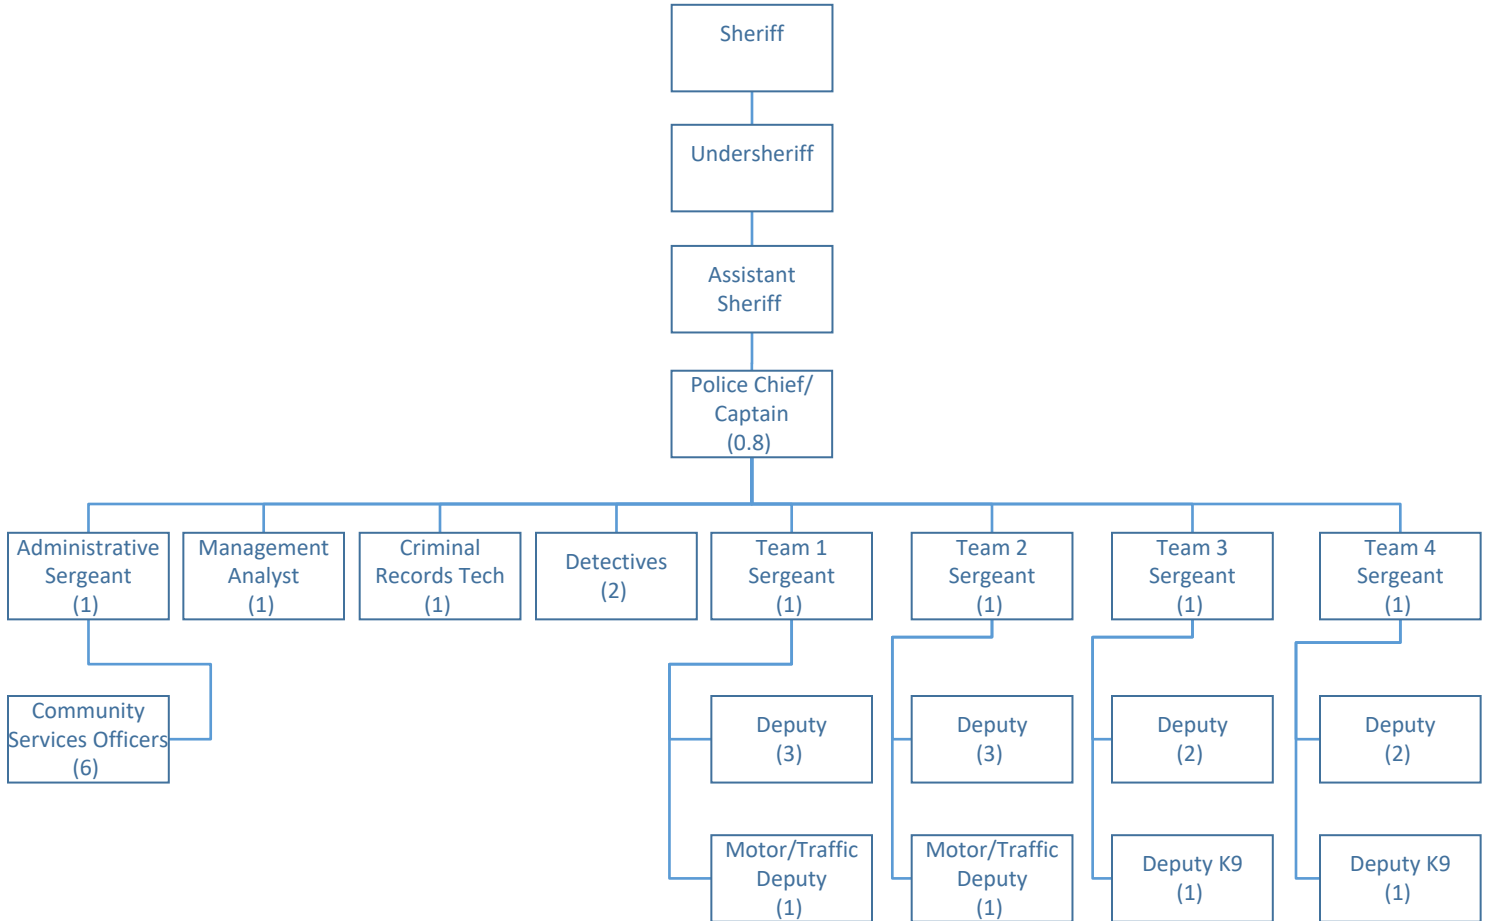 Sheriff
Undersheriff
Assistant
Sheriff
Police Chief/
Captain
(0.8)
Administrative
Sergeant
(1)
Management
Analyst
(1)
Criminal
Records Tech
(1)
Detectives
(2)
Team 1
Sergeant
(1)
Team 2
Sergeant
(1)
Team 3
Sergeant
(1)
Team 4
Sergeant
(1)
Community
Services Officers
(6)
Deputy
(3)
Deputy
(3)
Deputy
(2)
Deputy
(2)
Motor/Traffic
Deputy
(1)
Motor/Traffic
Deputy
(1)
Deputy K9
(1)
Deputy K9
(1)